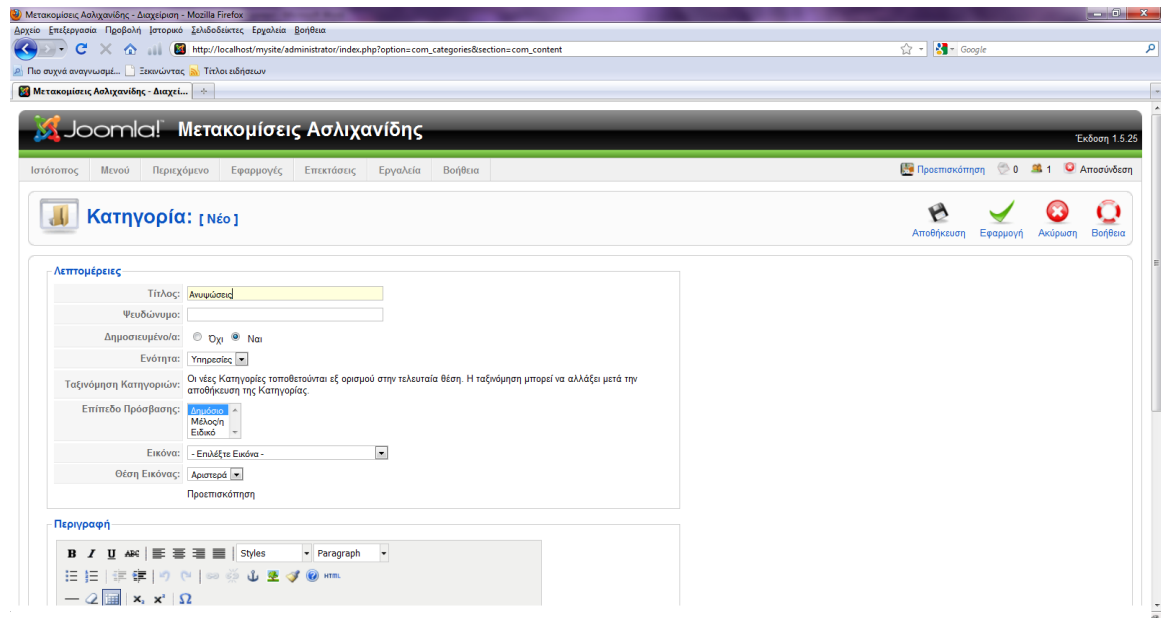 Μετακομίσεις Ασλιχανίδης - Διαχείριση - Mozilla Firefox
Αρχείο Επεξεργασία Προβολή Ιστορικό Σελιδοδείκτες Εργαλεία Βοήθεια
http://localhost/mysite/administrator/index.php?option=com_categories&section=com_content
Google
Πιο συχνά αναγνωσμέ... Ξεκινώντας Τίτλοι ειδήσεων
Μετακομίσεις Ασλιχανίδης - Διαχεί...
Joomla! Μετακομίσεις Ασλιχανίδης
Έκδοση 1.5.25
Ιστότοπος Μενού Περιεχόμενο Εφαρμογές Επεκτάσεις Εργαλεία Βοήθεια Προεπισκόπηση 0 1 Αποσύνδεση
Κατηγορία: [ Νέο ]
Αποθήκευση Εφαρμογή Ακύρωση Βοήθεια
Λεπτομέρειες
Τίτλος: Ανυψώσεις
Ψευδώνυμο:
Δημοσιευμένο/α: Όχι Ναι
Ενότητα: Υπηρεσίες
Ταξινόμηση Κατηγοριών: Οι νέες Κατηγορίες τοποθετούνται εξ ορισμού στην τελευταία θέση. Η ταξινόμηση μπορεί να αλλάξει μετά την
αποθήκευση της Κατηγορίας.
Επίπεδο Πρόσβασης: Δημόσιο
Μέλος/η
Ειδικό
Εικόνα: - Επιλέξτε Εικόνα -
Θέση Εικόνας: Αριστερά
Προεπισκόπηση
Περιγραφή
B I U ABC Styles Paragraph
HTML
x₂ x² Ω